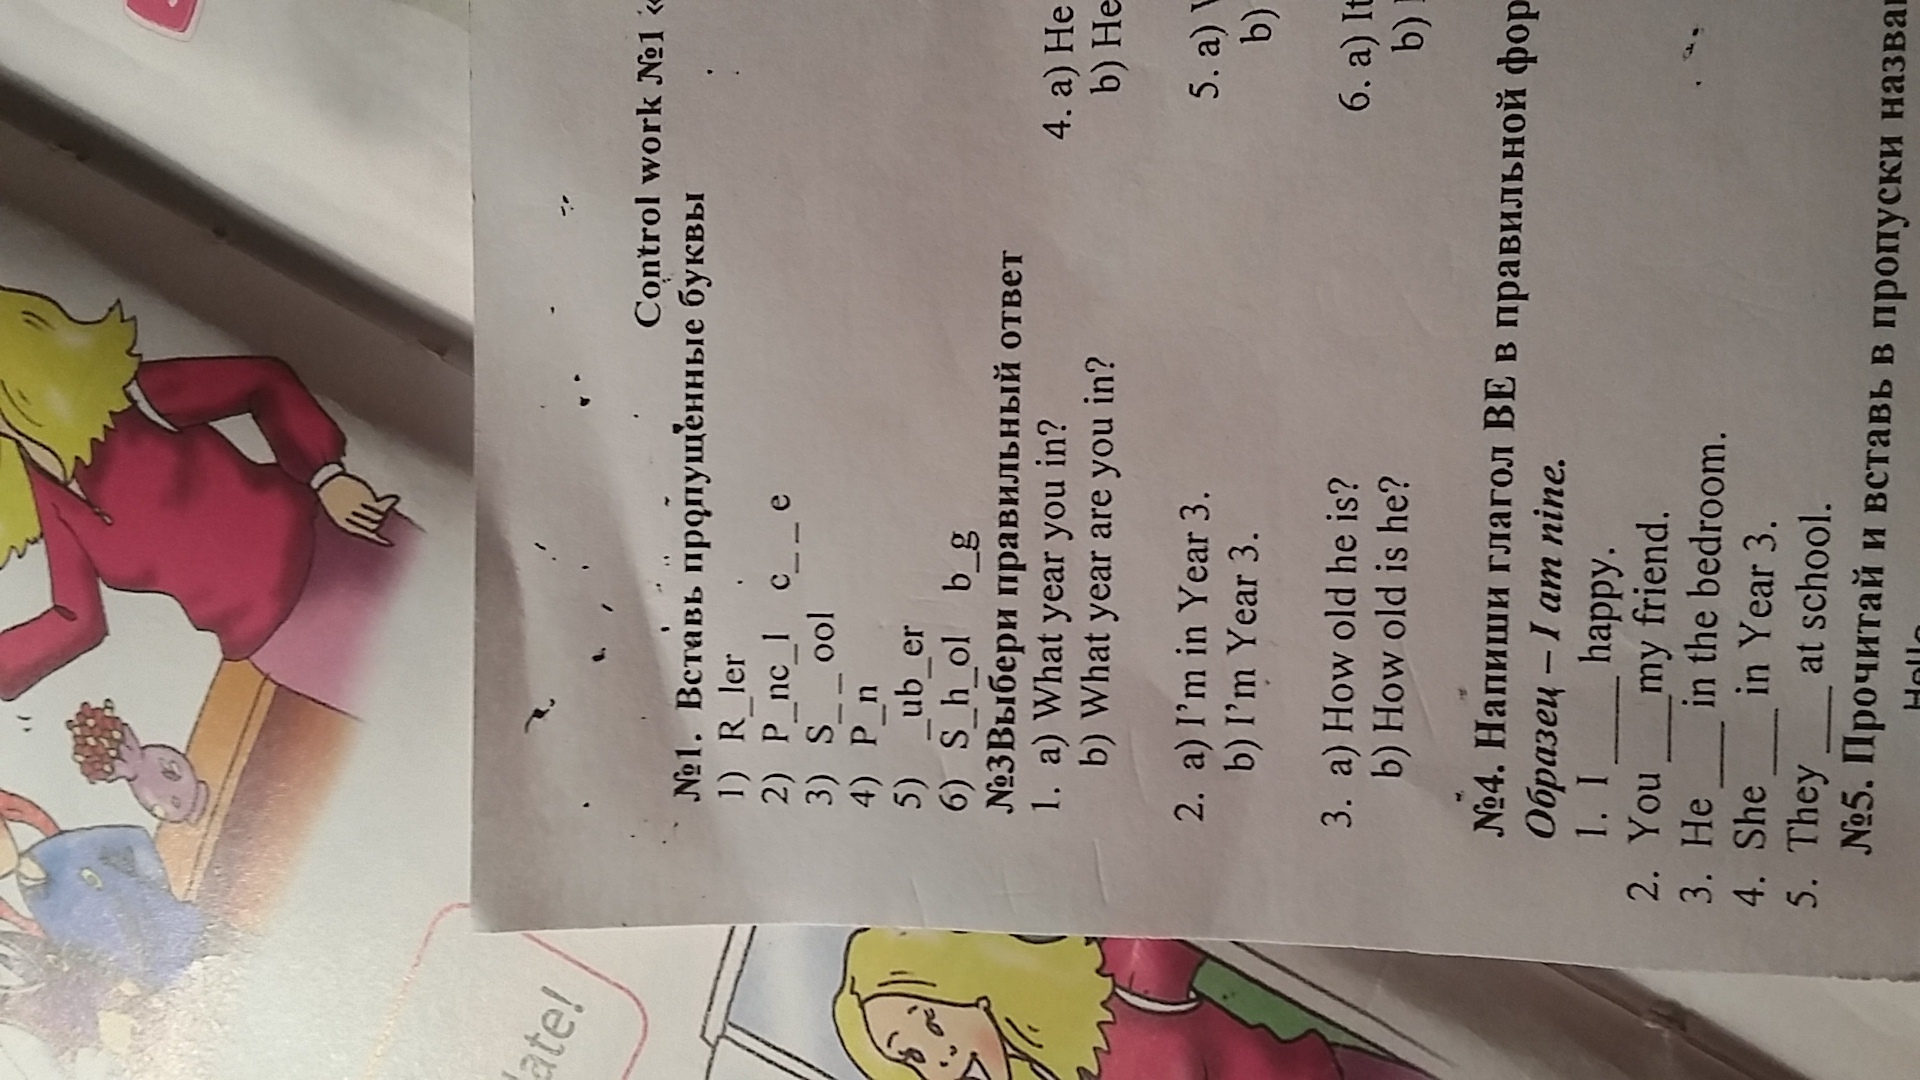 Control work №1 «
№1. Вставь пропущенные буквы
1) R_ler
2) P_nc_l c___e
3) S__ool
4) P_n
5) _ub_er
6) S_h_ol b_g
№3Выбери правильный ответ
1. a) What year you in?
b) What year are you in?
2. a) I'm in Year 3.
b) I'm Year 3.
3. a) How old he is?
b) How old is he?
4. a) He
b) He
5. a)
b)
6. a) It
b)
№4. Напиши глагол BE в правильной фор
Образец – I am nine.
1. I ____ happy.
2. You ____my friend.
3. He ____ in the bedroom.
4. She ____ in Year 3.
5. They ____ at school.
№5. Прочитай и вставь в пропуски назва
Hello
late!